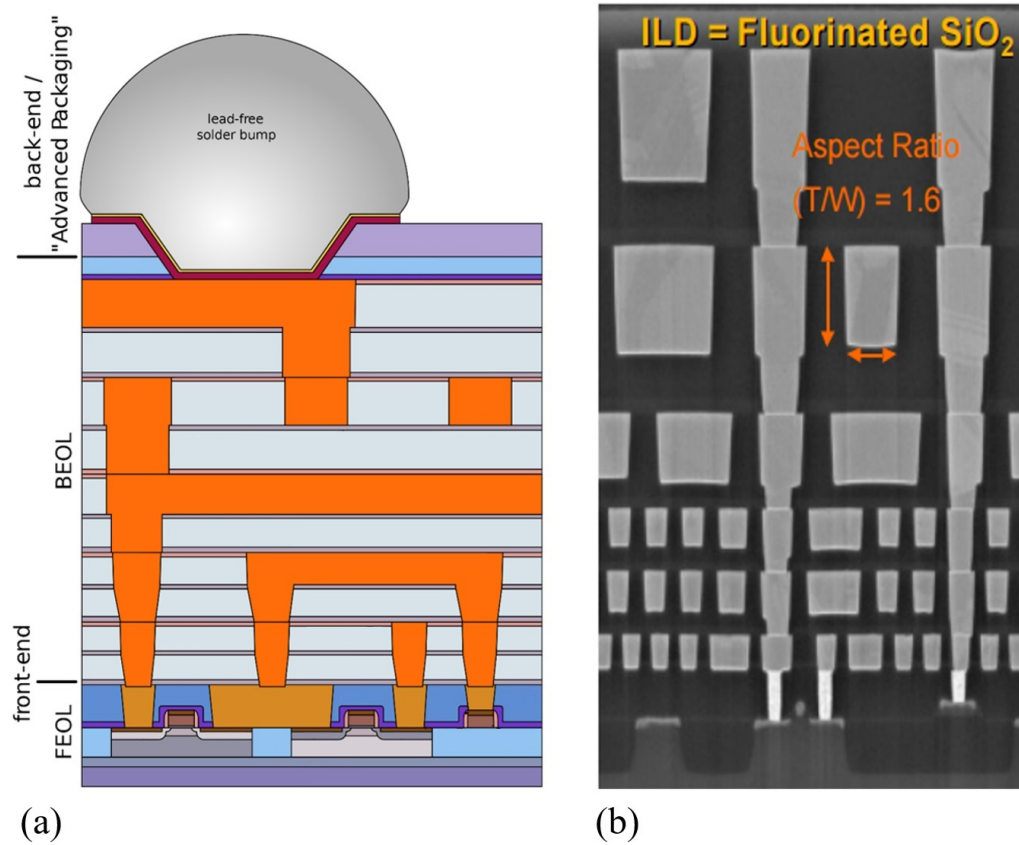 back-end /
"Advanced Packaging"
BEOL
front-end
FEOL
lead-free
solder bump
(a)
ILD = Fluorinated SiO₂
Aspect Ratio
(T/W) = 1.6
(b)